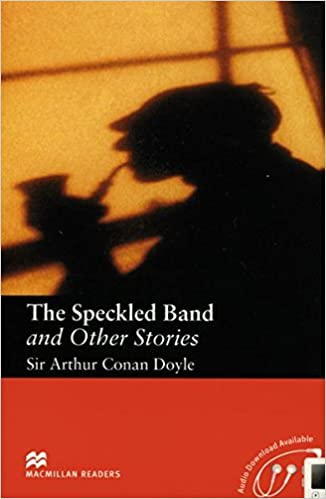 The Speckled Band
and Other Stories
Sir Arthur Conan Doyle
MACMILLAN READERS
Audio Download Available